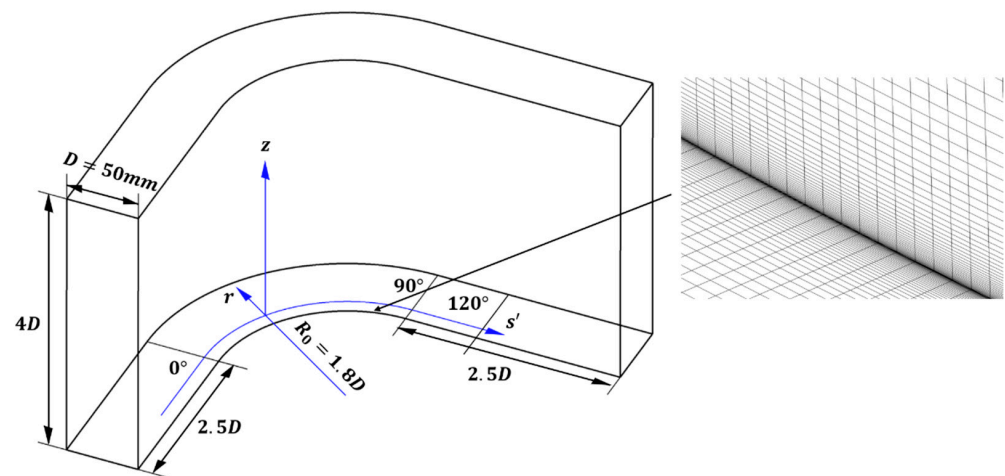 D = 50mm
z
4D
r
90°
120°
s'
0°
R₀ = 1.8D
2.5D
2.5D